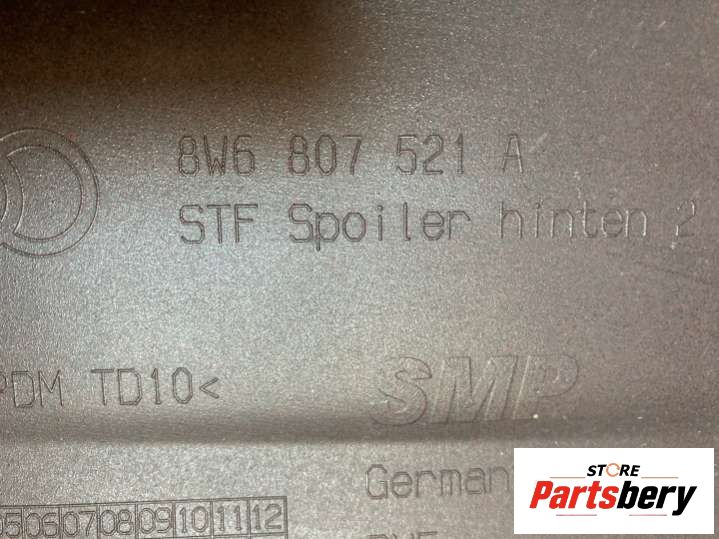 8W6 807 521 A
STF Spoiler hinten 2
PDM TD10<
SMP
German
05 06 07 08 09 10 11 12
STORE
Partsbery